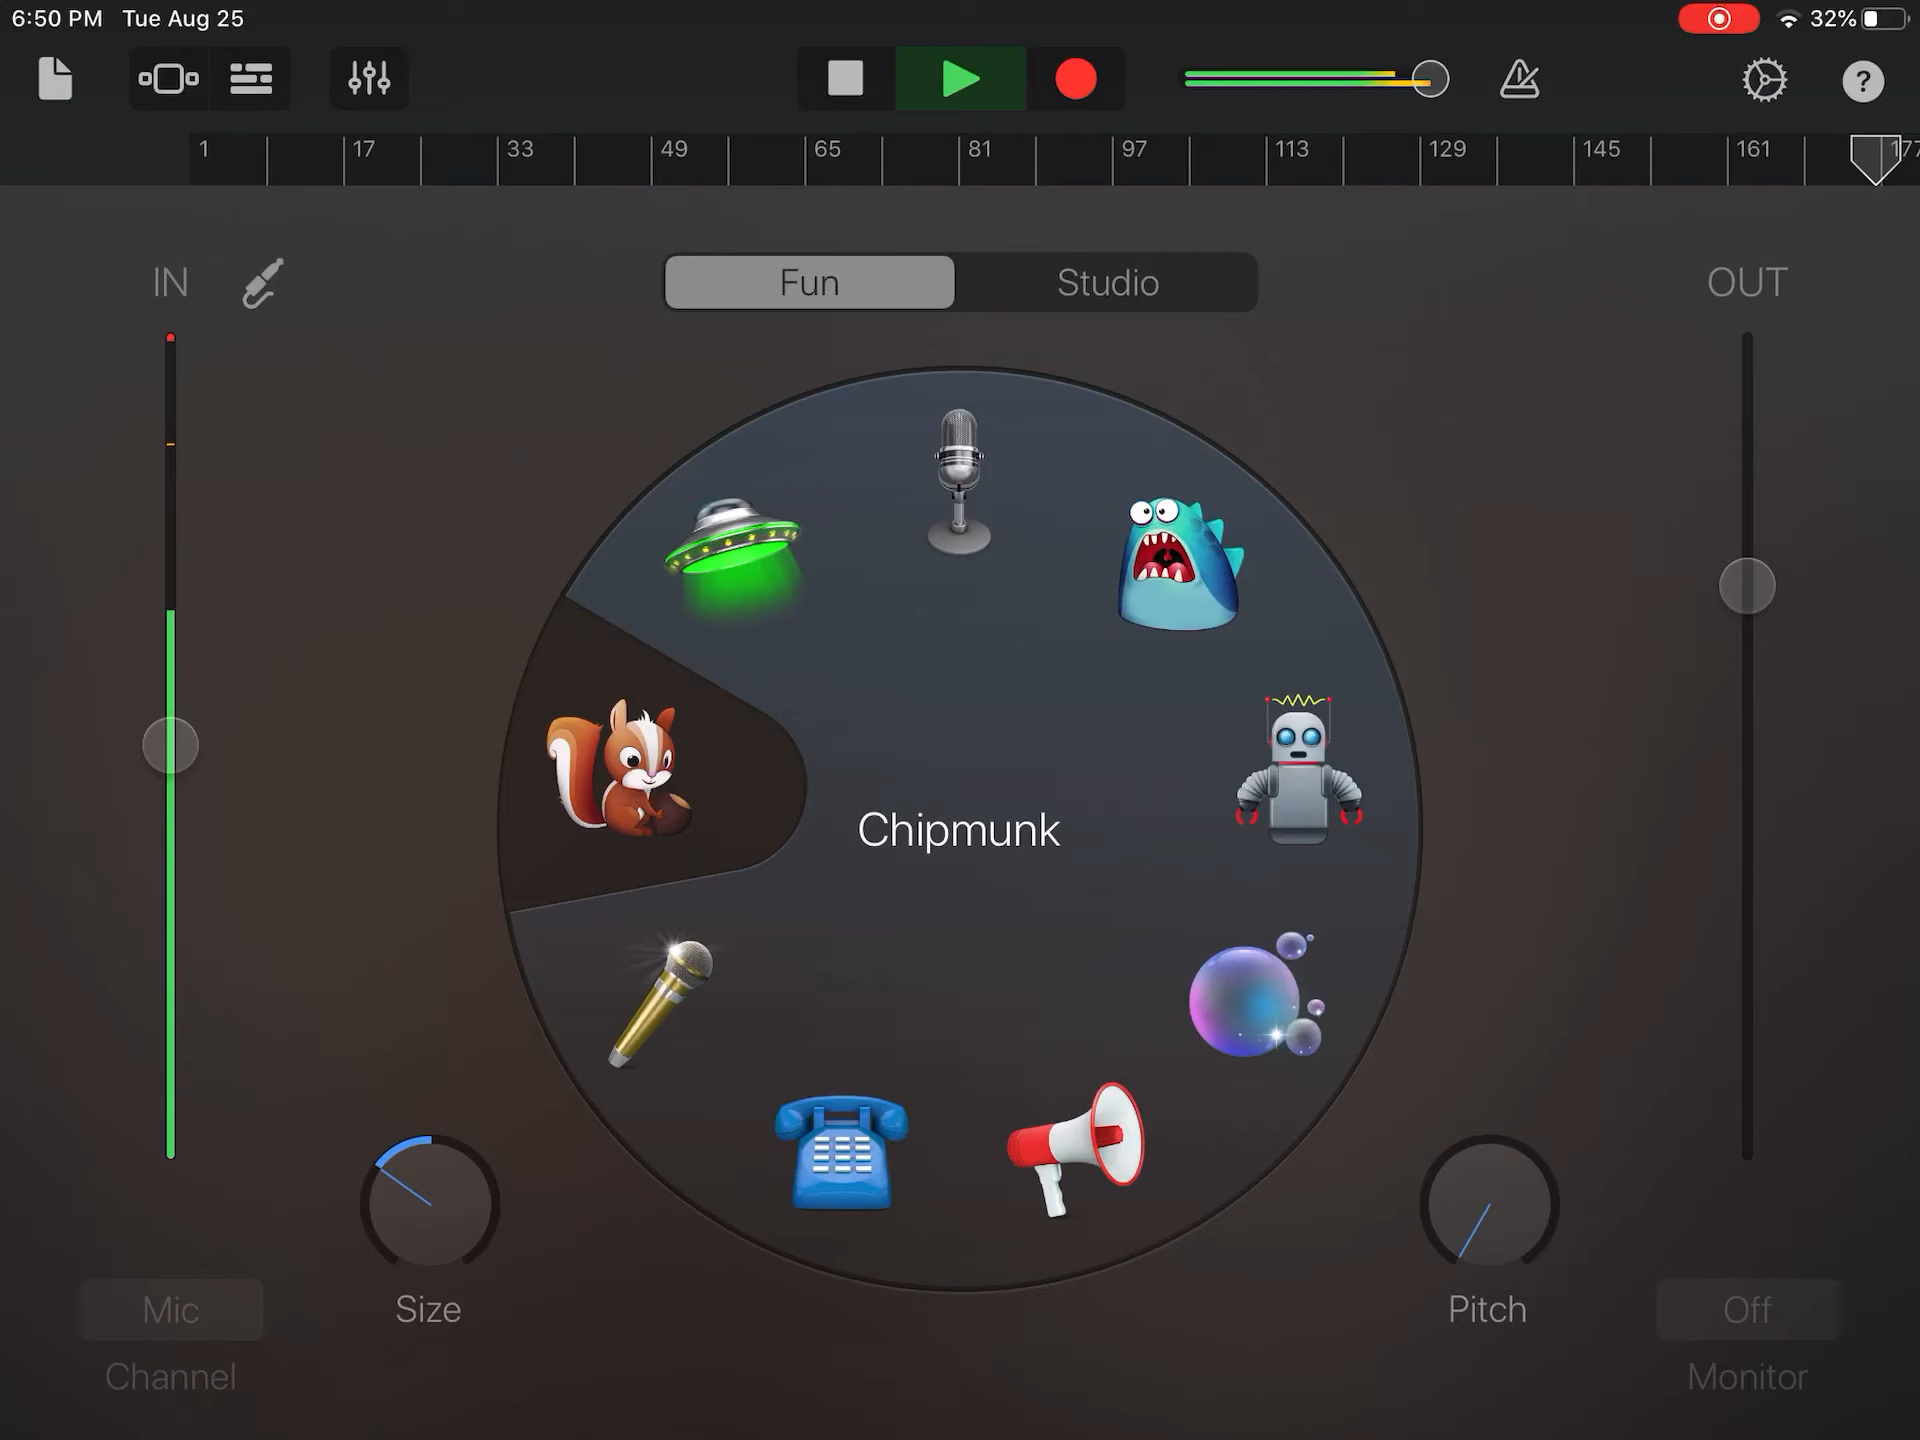 6:50 PM Tue Aug 25
32%
?
1 17 33 49 65 81 97 113 129 145 161 177
IN
Fun
Studio
OUT
Chipmunk
Mic
Size
Pitch
Off
Channel
Monitor